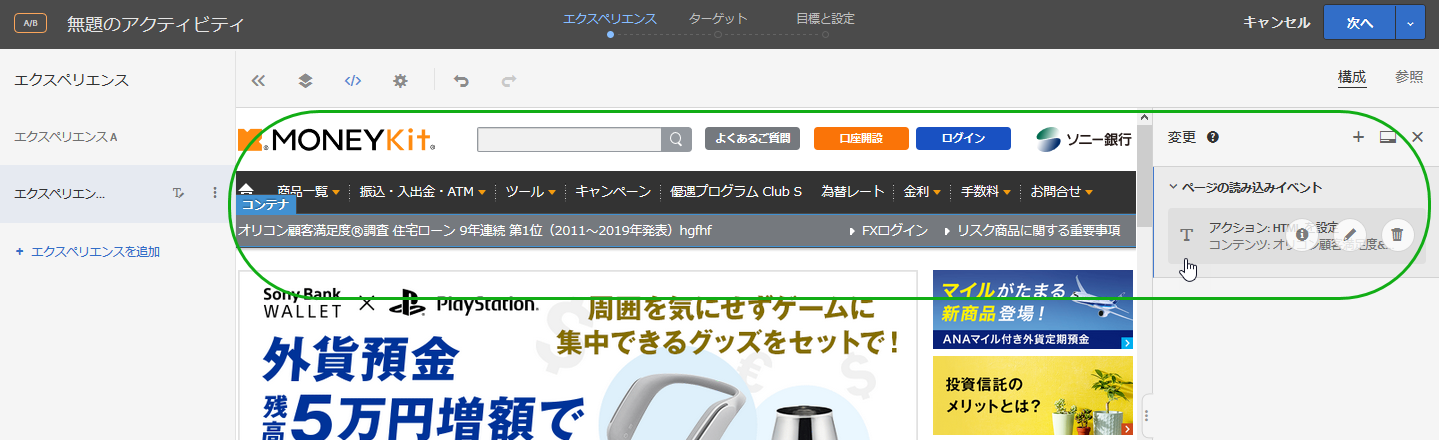 A/B 無題のアクティビティ エクスペリエンス ターゲット 目標と設定 キャンセル 次へ
エクスペリエンス
構成 参照
エクスペリエンス A
エクスペリエン...
+ エクスペリエンスを追加
MONEYKit® よくあるご質問 口座開設 ログイン ソニー銀行
商品一覧 振込・入出金・ATM ツール キャンペーン 優遇プログラム Club S 為替レート 金利 手数料 お問合せ
コンテナ
オリコン顧客満足度®調査 住宅ローン 9年連続 第1位（2011～2019年発表）hgfhf FXログイン リスク商品に関する重要事項
Sony Bank
WALLET × PlayStation®
周囲を気にせずゲームに
集中できるグッズをセットで！
外貨預金
残高5万円増額で
マイルがたまる
新商品登場！
ANAマイル付き外貨定期預金
投資信託の
メリットとは？
変更
ページの読み込みイベント
アクション: HTML を設定
コンテンツ: オリコン顧客満足度&